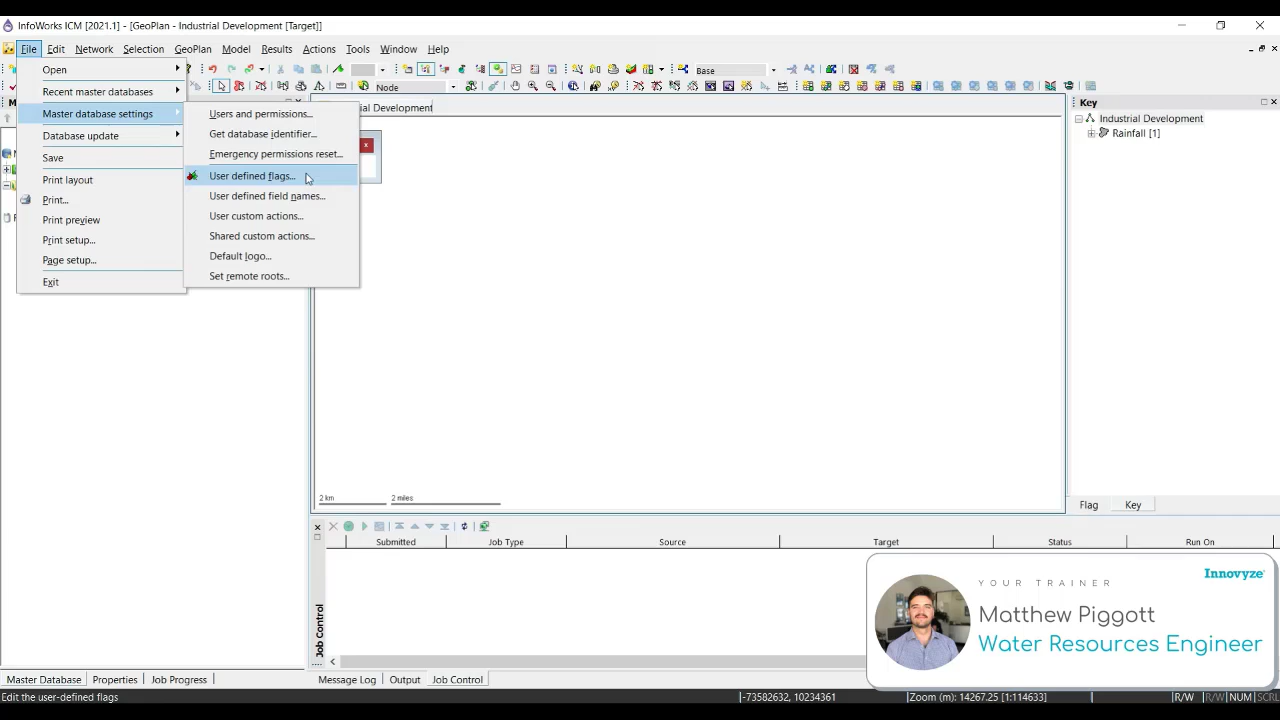 InfoWorks ICM [2021.1] - [GeoPlan - Industrial Development [Target]]
File Edit Network Selection GeoPlan Model Results Actions Tools Window Help
Base
Node
Open
Recent master databases
Master database settings
Database update
Save
Print layout
Print...
Print preview
Print setup...
Page setup...
Exit
Users and permissions...
Get database identifier...
Emergency permissions reset...
User defined flags...
User defined field names...
User custom actions...
Shared custom actions...
Default logo...
Set remote roots...
ial Development
x
Key
Industrial Development
Rainfall [1]
2 km
2 miles
Flag Key
Submitted Job Type Source Target Status Run On
Job Control
Innovyze
YOUR TRAINER
Matthew Piggott
Water Resources Engineer
Master Database Properties Job Progress
Message Log Output Job Control
Edit the user-defined flags
-73582632, 10234361
Zoom (m): 14267.25 [1:114633]
R/W R/W NUM SCRL